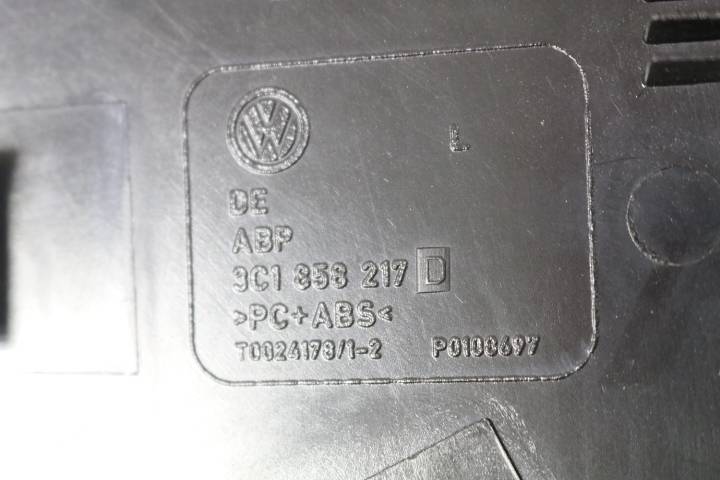 L
DE
ABP
3C1 858 217 D
>PC+ABS<
T0024178/1-2 P0108697